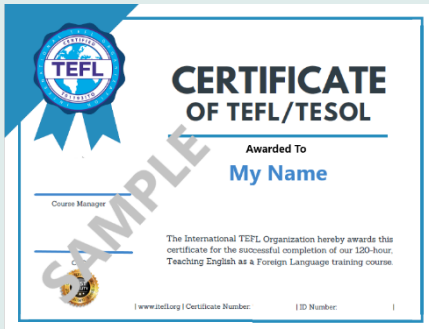 CERTIFIED
TEFL
CERTIFICATE
OF TEFL/TESOL
Awarded To
My Name
SAMPLE
Course Manager
The International TEFL Organization hereby awards this
certificate for the successful completion of our 120-hour,
Teaching English as a Foreign Language training course.
| www.itefl.org | Certificate Number: | ID Number: |